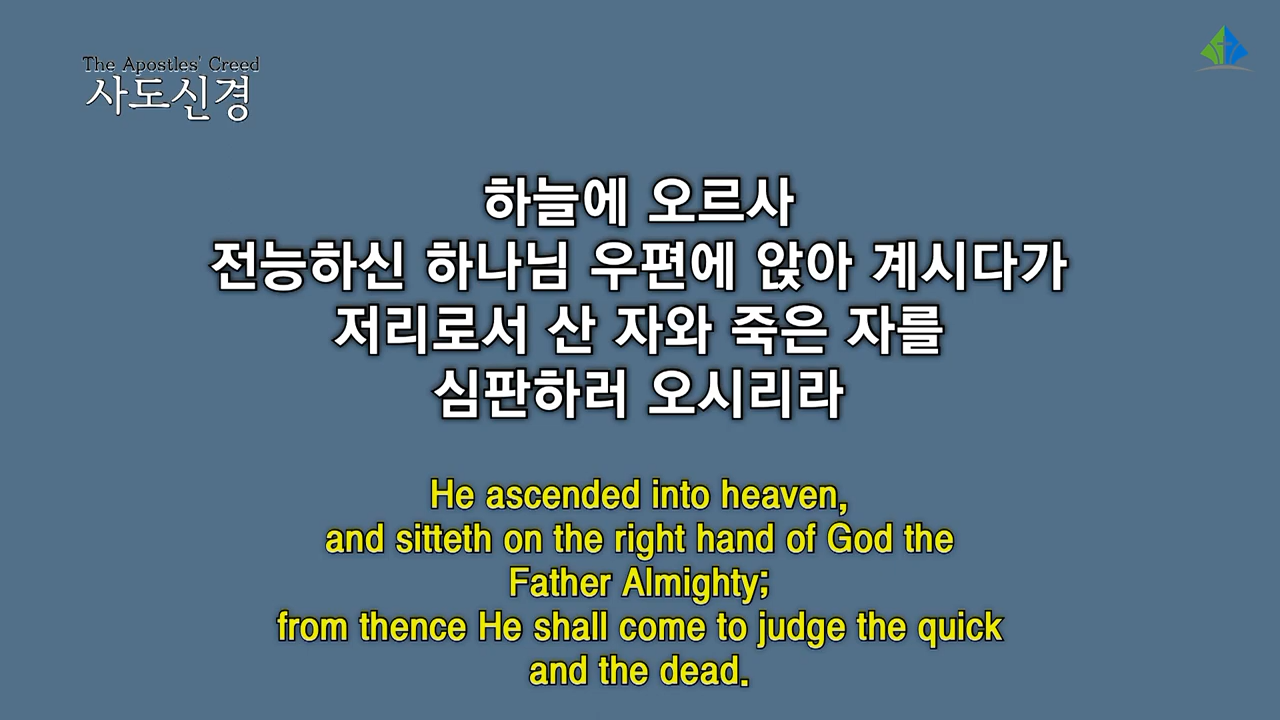 The Apostles' Creed
사도신경
하늘에 오르사
전능하신 하나님 우편에 앉아 계시다가
저리로서 산 자와 죽은 자를
심판하러 오시리라
He ascended into heaven,
and sitteth on the right hand of God the
Father Almighty;
from thence He shall come to judge the quick
and the dead.